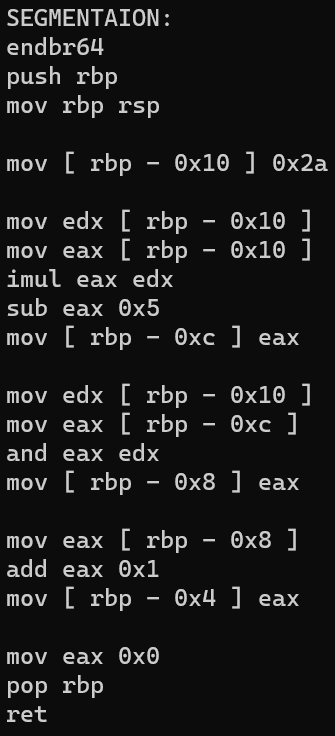 SEGMENTAION:
endbr64
push rbp
mov rbp rsp
mov [ rbp - 0x10 ] 0x2a
mov edx [ rbp - 0x10 ]
mov eax [ rbp - 0x10 ]
imul eax edx
sub eax 0x5
mov [ rbp - 0xc ] eax
mov edx [ rbp - 0x10 ]
mov eax [ rbp - 0xc ]
and eax edx
mov [ rbp - 0x8 ] eax
mov eax [ rbp - 0x8 ]
add eax 0x1
mov [ rbp - 0x4 ] eax
mov eax 0x0
pop rbp
ret